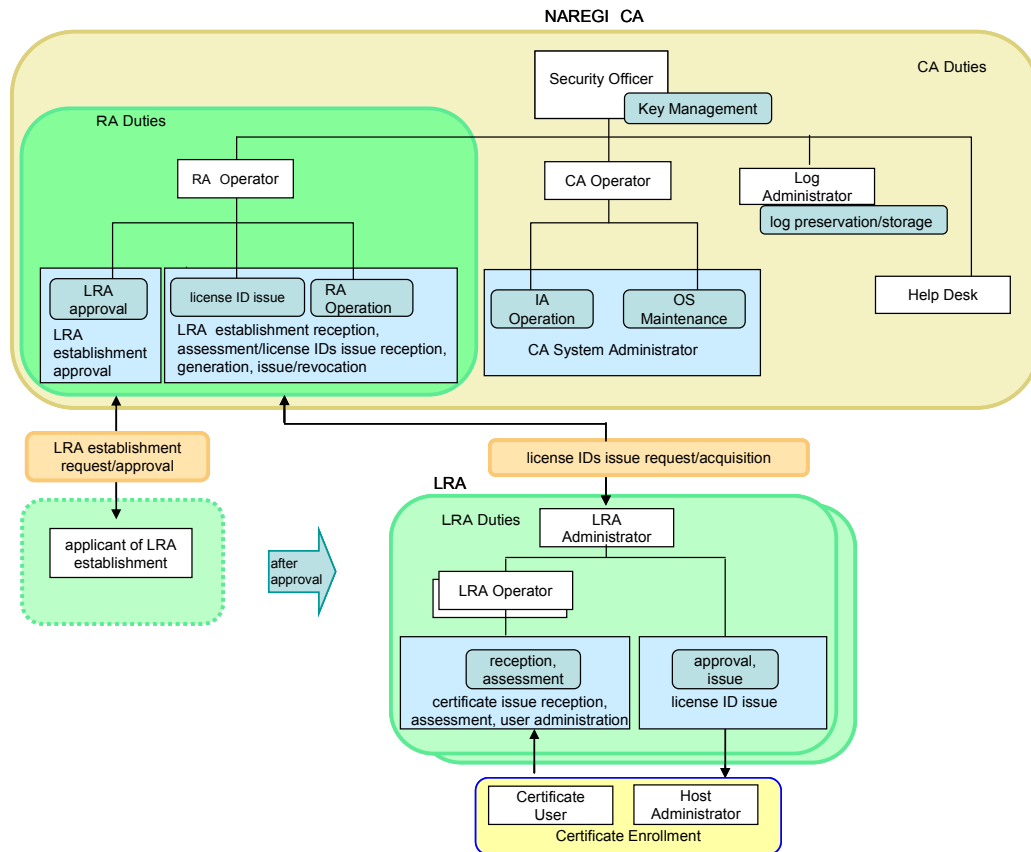 NAREGI CA
Security Officer
CA Duties
Key Management
RA Duties
RA Operator
CA Operator
Log
Administrator
log preservation/storage
LRA
approval
license ID issue
RA
Operation
IA
Operation
OS
Maintenance
Help Desk
LRA
establishment
approval
LRA establishment reception,
assessment/license IDs issue reception,
generation, issue/revocation
CA System Administrator
LRA establishment
request/approval
license IDs issue request/acquisition
LRA
LRA Duties
LRA
Administrator
applicant of LRA
establishment
after
approval
LRA Operator
reception,
assessment
approval,
issue
certificate issue reception,
assessment, user administration
license ID issue
Certificate
User
Host
Administrator
Certificate Enrollment